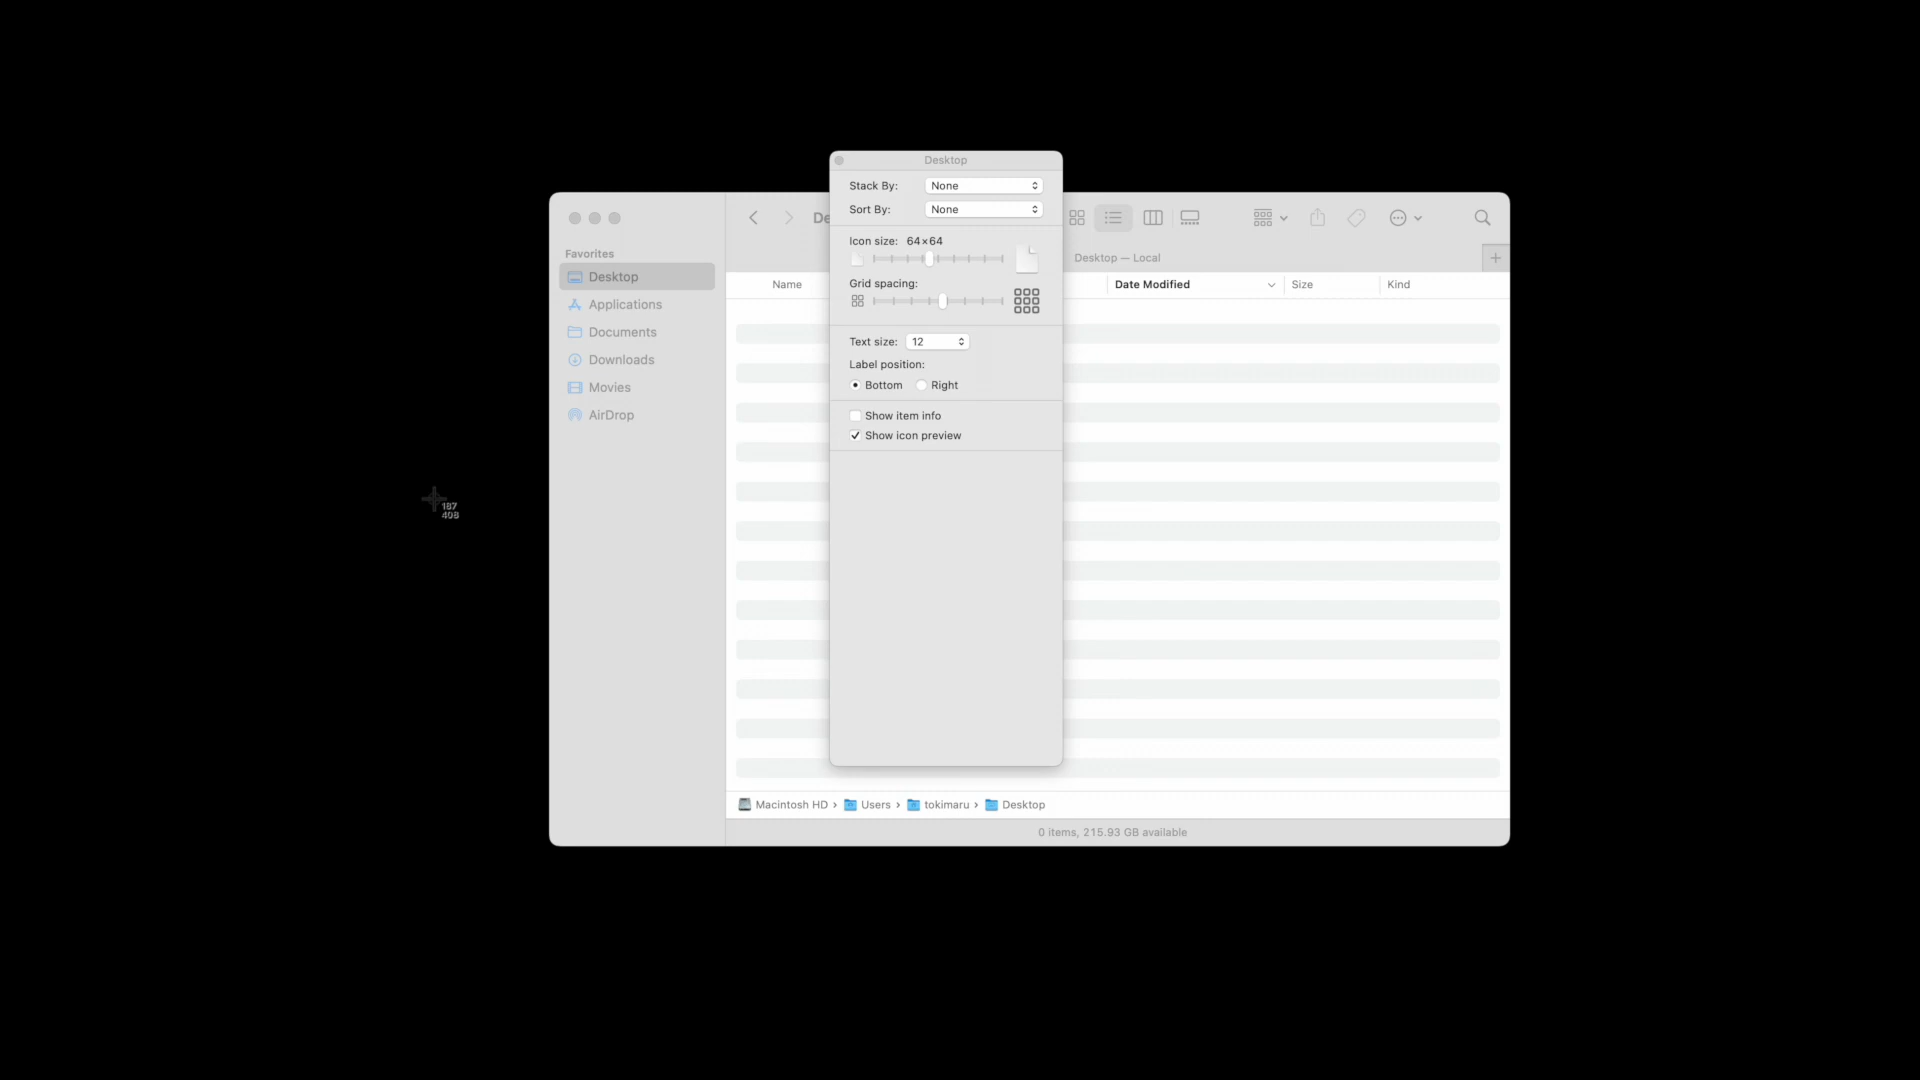 Desktop
Stack By: None
Sort By: None
Icon size: 64×64
Grid spacing:
Text size: 12
Label position:
Bottom Right
Show item info
Show icon preview
Favorites
Desktop
Applications
Documents
Downloads
Movies
AirDrop
De
Desktop — Local
Name Date Modified Size Kind
Macintosh HD › Users › tokimaru › Desktop
0 items, 215.93 GB available
187
408